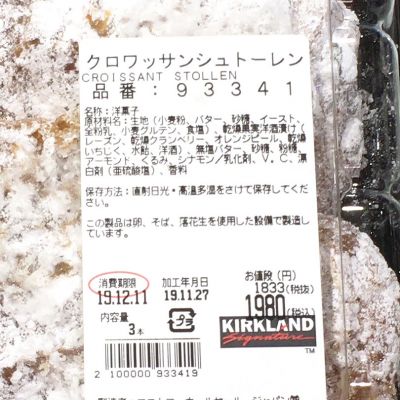 クロワッサンシュトーレン
CROISSANT STOLLEN
品番:93341
名称:洋菓子
原材料名:生地(小麦粉、バター、砂糖、イースト、
全粉乳、小麦グルテン、食塩)、乾燥果実洋酒漬け(
レーズン、乾燥クランベリー、オレンジピール、乾燥
いちじく、水飴、洋酒)、無塩バター、砂糖、粉糖、
アーモンド、くるみ、シナモン/乳化剤、V.C、漂
白剤(亜硫酸塩)、香料
保存方法:直射日光・高温多湿をさけて保存してくだ
さい。
この製品は卵、そば、落花生を使用した設備で製造し
ています。
消費期限 加工年月日 お値段(円)
19.12.11 19.11.27 1833(税抜)
1980(税込)
内容量
3本
プラ
KIRKLAND
Signature
TM
2 100000 933419